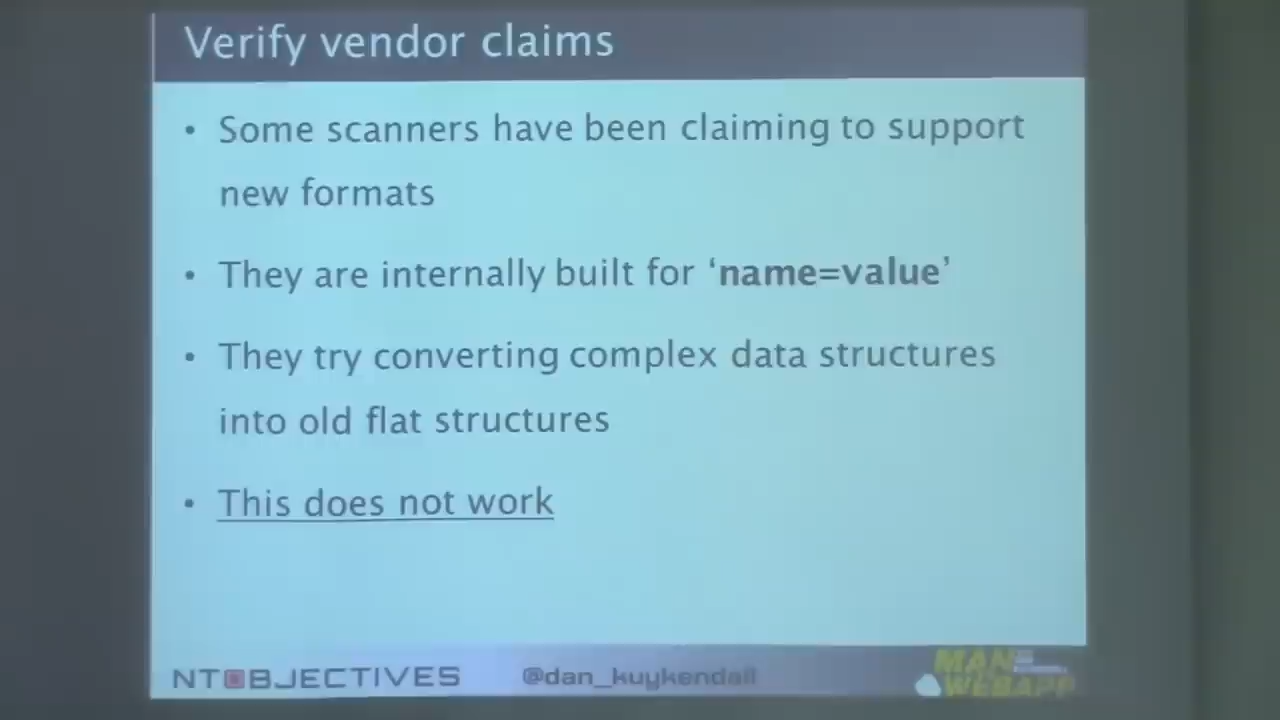 Verify vendor claims
• Some scanners have been claiming to support
new formats
• They are internally built for ‘name=value’
• They try converting complex data structures
into old flat structures
• This does not work
NTOBJECTIVES @dan_kuykendall MAN
WEBAPP